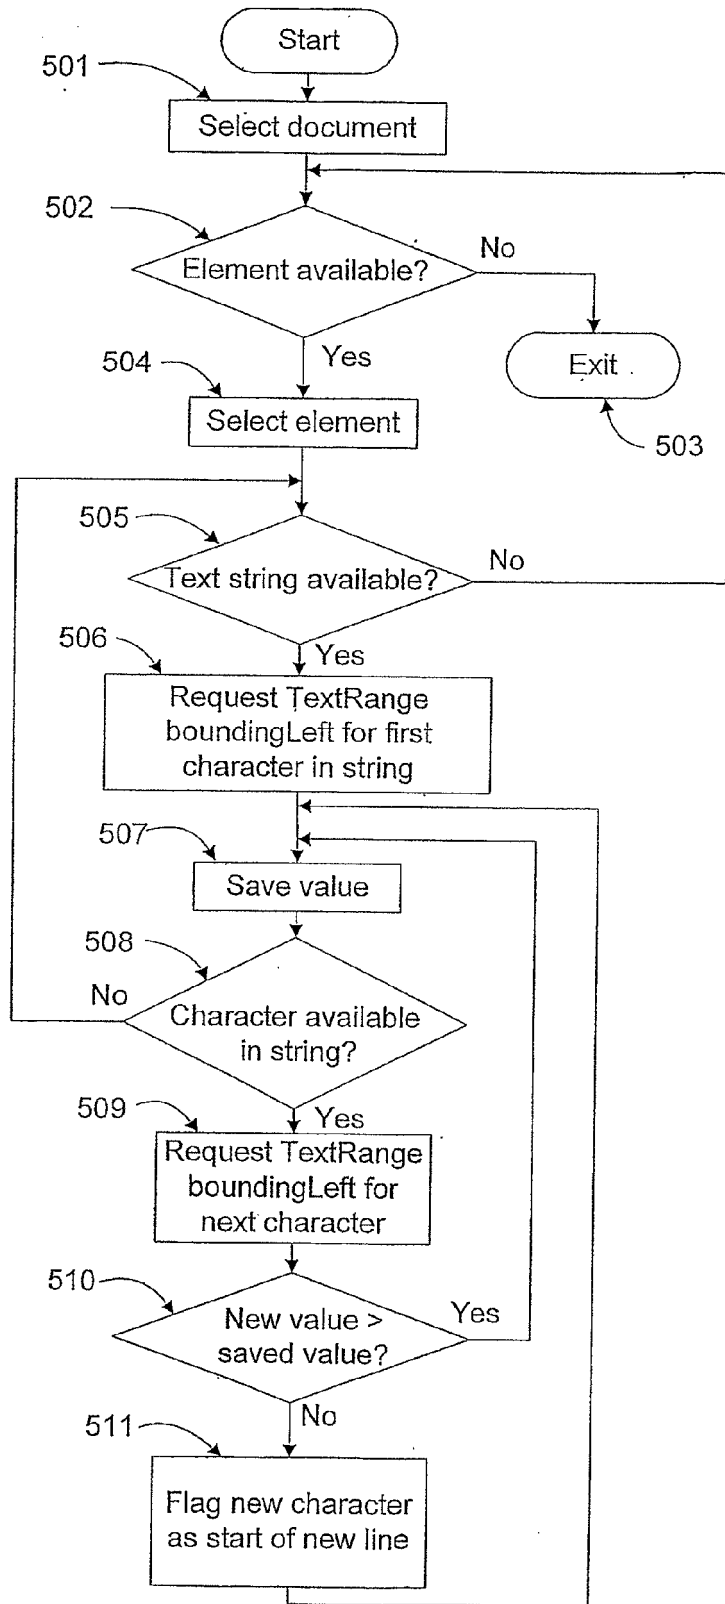 Start
501
Select document
502
Element available?
No
Exit
503
Yes
504
Select element
505
Text string available?
No
506
Yes
Request TextRange
boundingLeft for first
character in string
507
Save value
508
No
Character available
in string?
509
Yes
Request TextRange
boundingLeft for
next character
510
New value >
saved value?
Yes
No
511
Flag new character
as start of new line